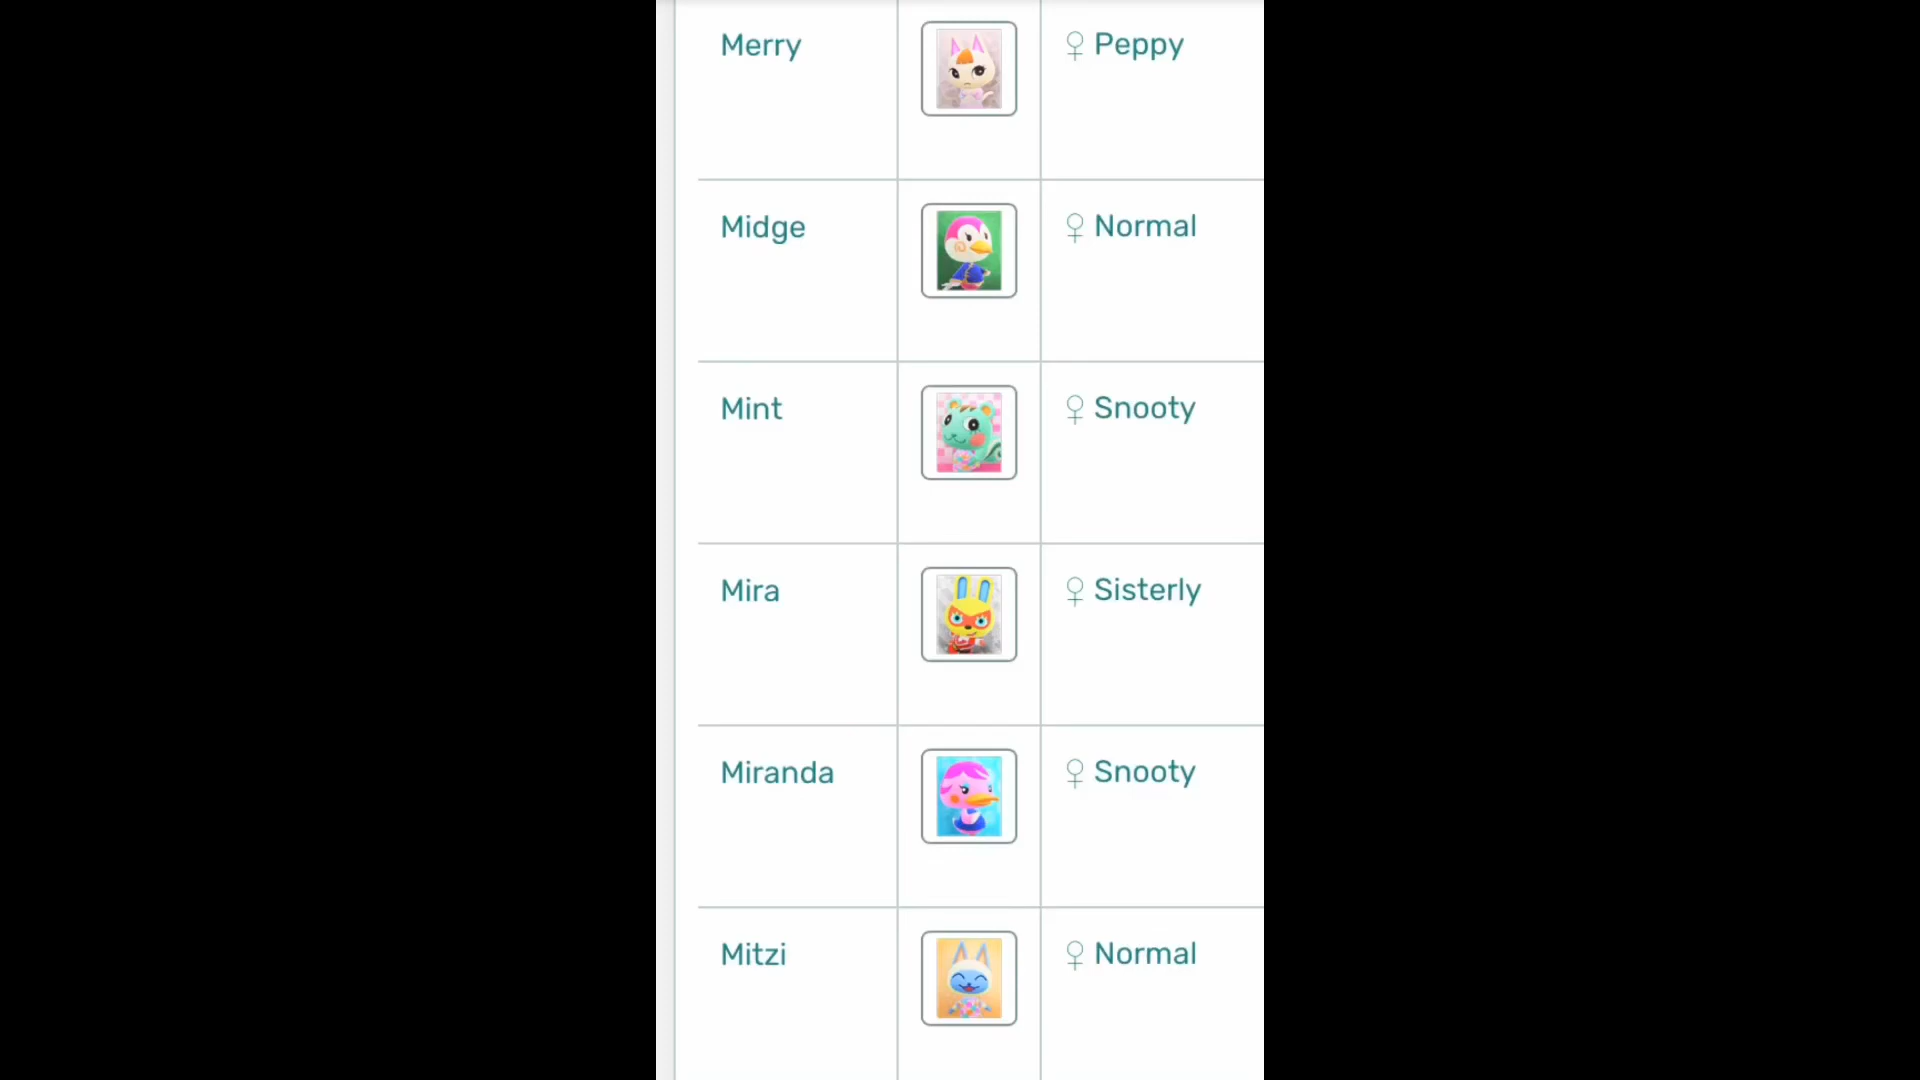 Merry ♀ Peppy
Midge ♀ Normal
Mint ♀ Snooty
Mira ♀ Sisterly
Miranda ♀ Snooty
Mitzi ♀ Normal